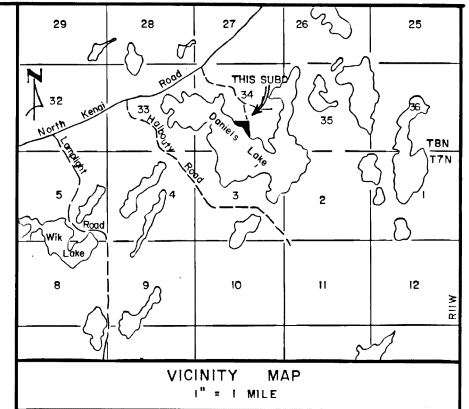 29 28 27 26 25
N
THIS SUBD.
32 33 34 35 36
North Kenai Road
Halbouty Road
Daniels Lake
Lamplight Road
T8N
T7N
5 4 3 2 1
Wik Lake
8 9 10 11 12
R11W
VICINITY MAP
1" = 1 MILE